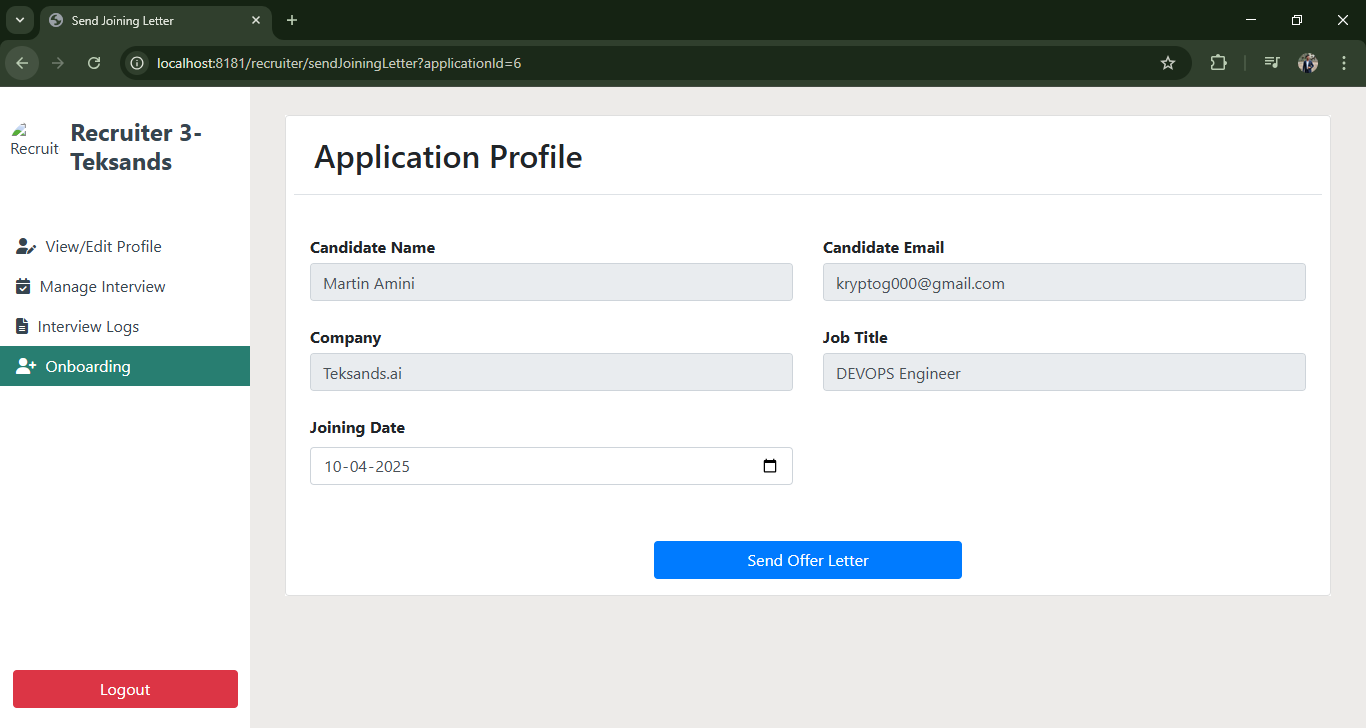 Send Joining Letter
localhost:8181/recruiter/sendJoiningLetter?applicationId=6
Recruit
Recruiter 3-
Teksands
View/Edit Profile
Manage Interview
Interview Logs
Onboarding
Logout
Application Profile
Candidate Name
Candidate Email
Martin Amini
kryptog000@gmail.com
Company
Job Title
Teksands.ai
DEVOPS Engineer
Joining Date
10-04-2025
Send Offer Letter